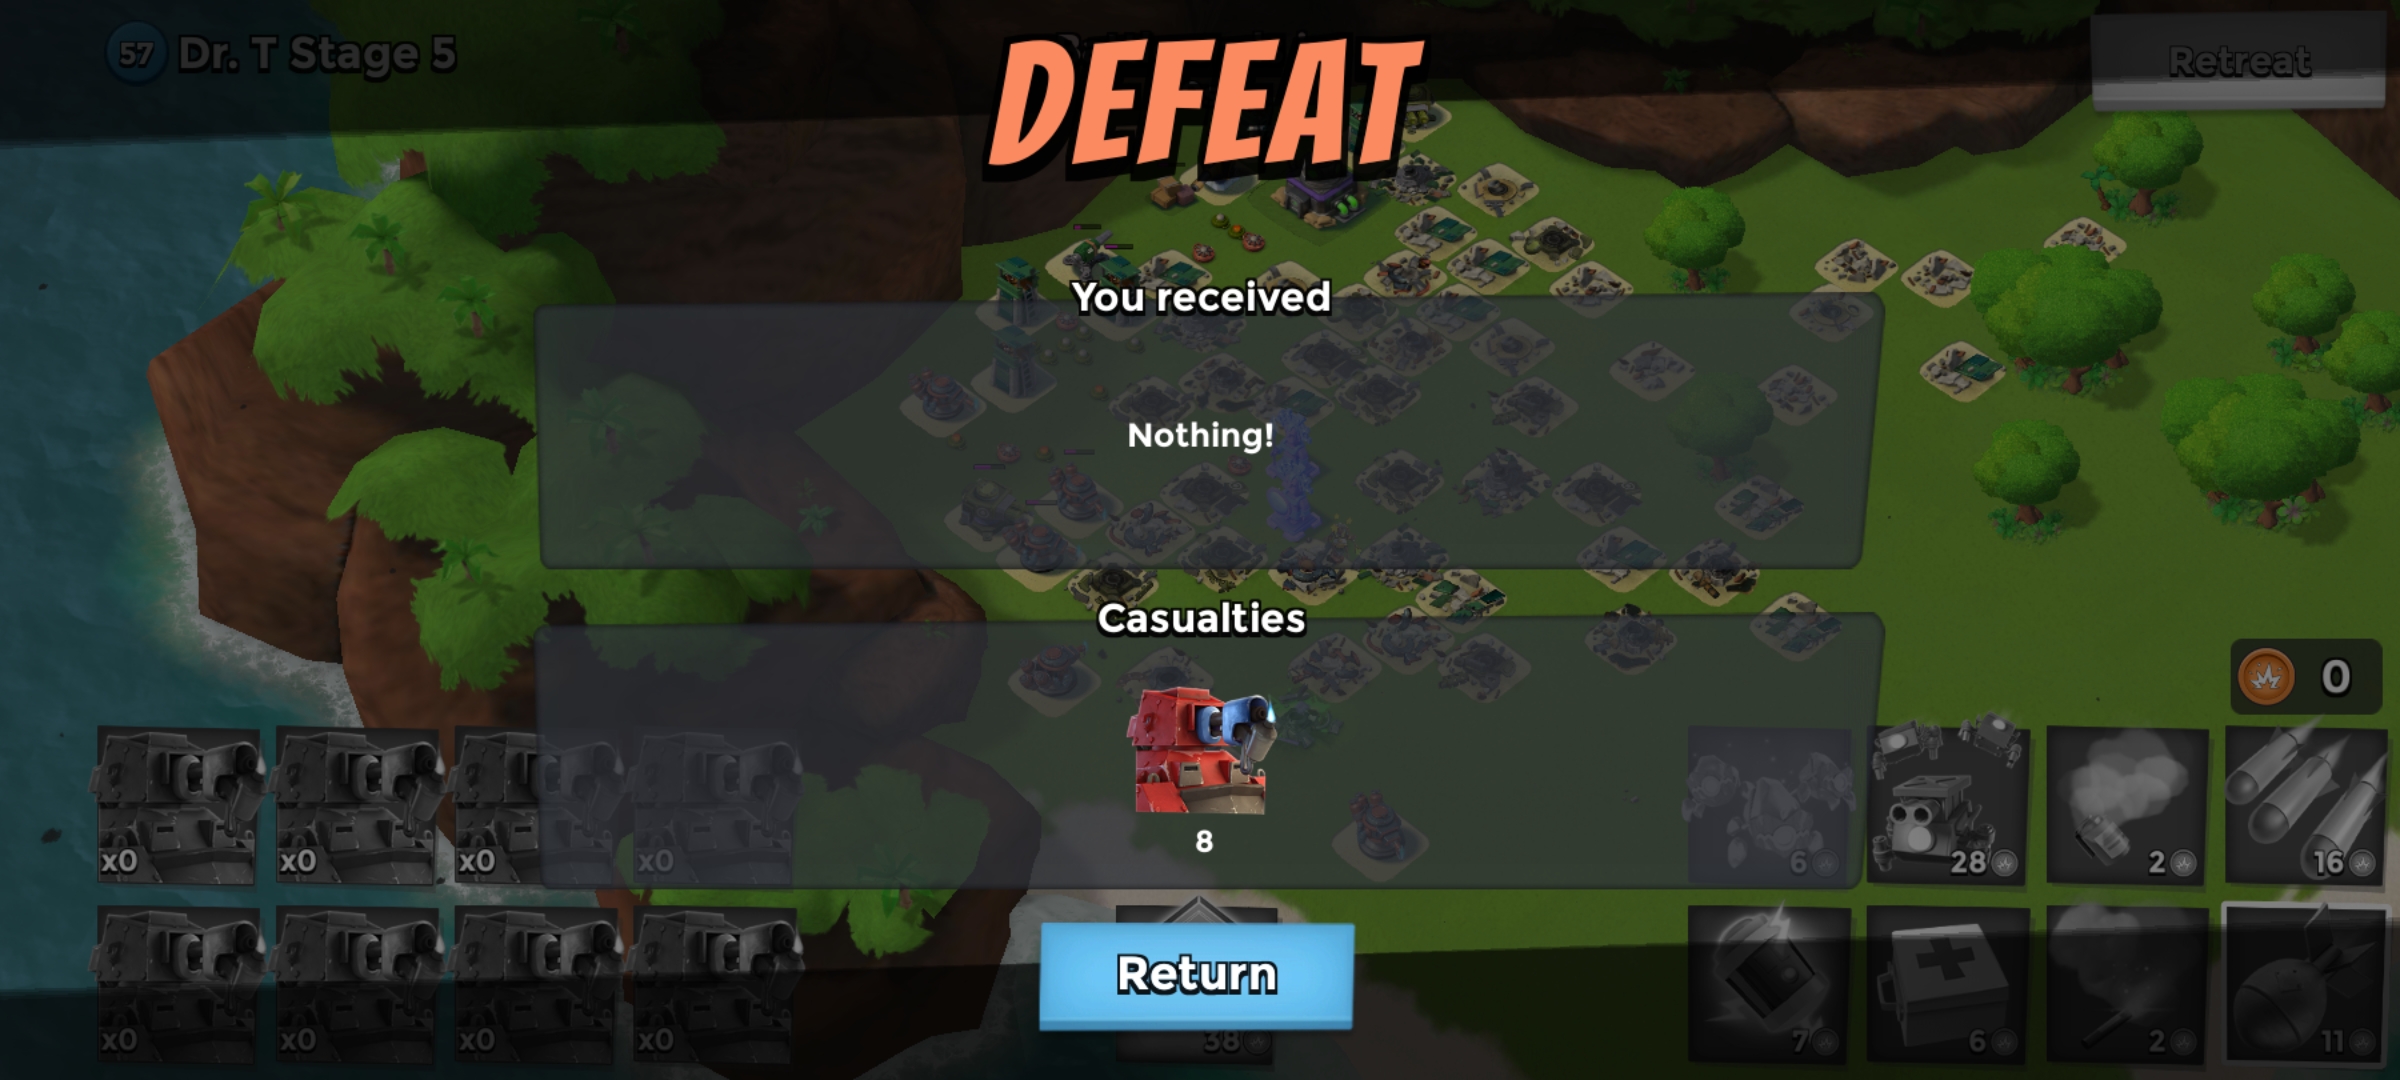 57 Dr. T Stage 5
DEFEAT
Retreat
You received
Nothing!
Casualties
8
0
x0 x0 x0 x0
6 28 2 16
x0 x0 x0 x0
Return
38
7 6 2 11